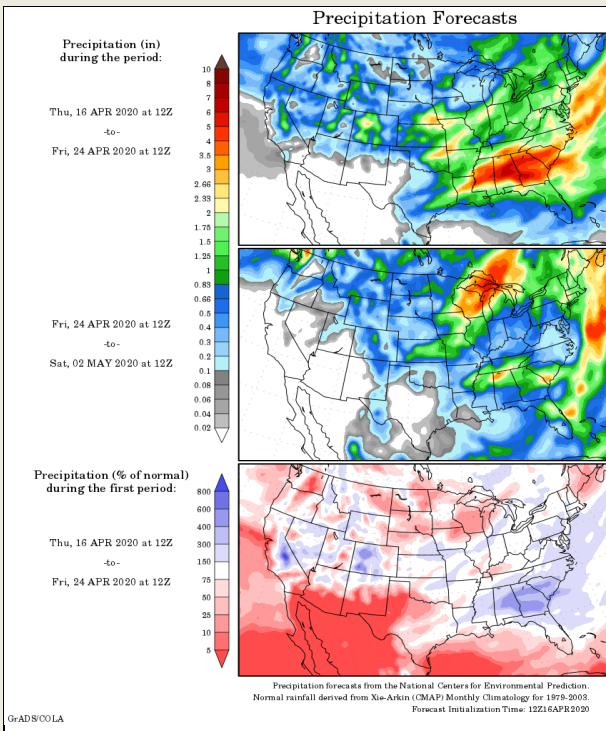 Precipitation Forecasts
Precipitation (in)
during the period:
Thu, 16 APR 2020 at 12Z
-to-
Fri, 24 APR 2020 at 12Z
10
8
7
6
5
4
3.5
3
2.66
2.33
2
1.75
1.5
1.25
1
0.83
0.66
0.5
0.4
0.3
0.2
0.1
0.08
0.06
0.04
0.02
Fri, 24 APR 2020 at 12Z
-to-
Sat, 02 MAY 2020 at 12Z
Precipitation (% of normal)
during the first period:
Thu, 16 APR 2020 at 12Z
-to-
Fri, 24 APR 2020 at 12Z
800
600
400
300
150
75
50
25
10
5
Precipitation forecasts from the National Centers for Environmental Prediction.
Normal rainfall derived from Xie-Arkin (CMAP) Monthly Climatology for 1979-2003.
Forecast Initialization Time: 12Z16APR2020
GrADS/COLA